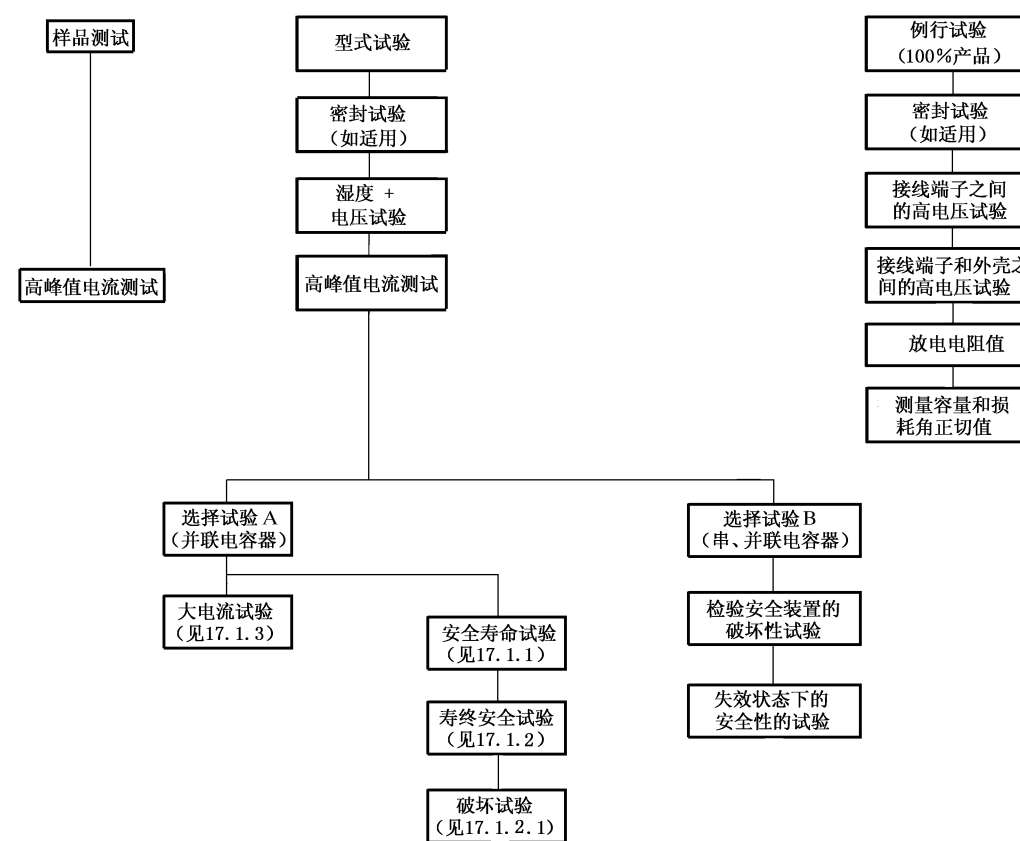 样品测试
高峰值电流测试
型式试验
密封试验
（如适用）
湿度 +
电压试验
高峰值电流测试
选择试验A
（并联电容器）
大电流试验
（见17.1.3）
安全寿命试验
（见17.1.1）
寿终安全试验
（见17.1.2）
破坏试验
（见17.1.2.1）
选择试验B
（串、并联电容器）
检验安全装置的
破坏性试验
失效状态下的
安全性的试验
例行试验
（100%产品）
密封试验
（如适用）
接线端子之间
的高电压试验
接线端子和外壳之
间的高电压试验
放电电阻值
测量容量和损
耗角正切值